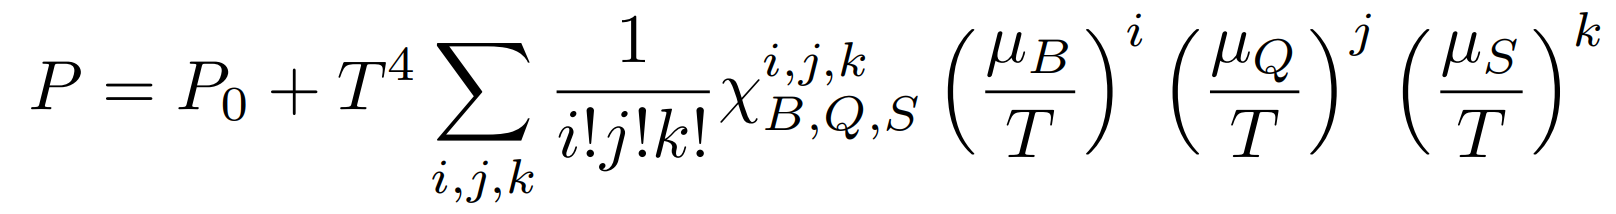 P = P_0 + T^4 \sum_{i,j,k} \frac{1}{i!j!k!} \chi_{B,Q,S}^{i,j,k} \left( \frac{\mu_B}{T} \right)^i \left( \frac{\mu_Q}{T} \right)^j \left( \frac{\mu_S}{T} \right)^k